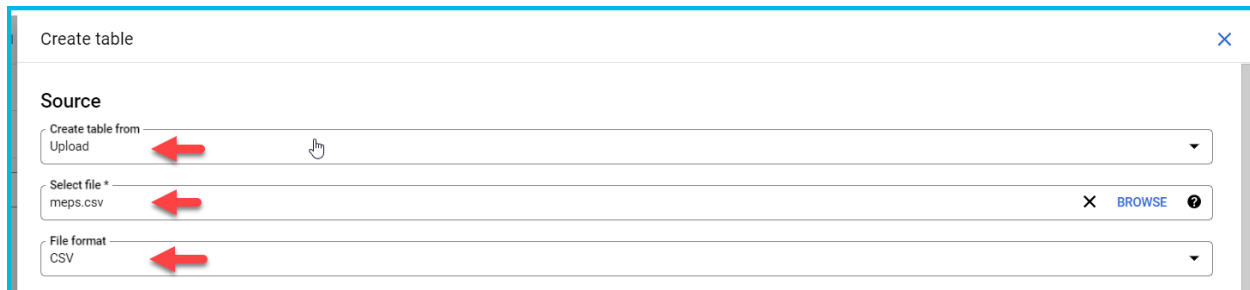 Create table
Source
Create table from
Upload
Select file *
meps.csv
BROWSE
File format
CSV